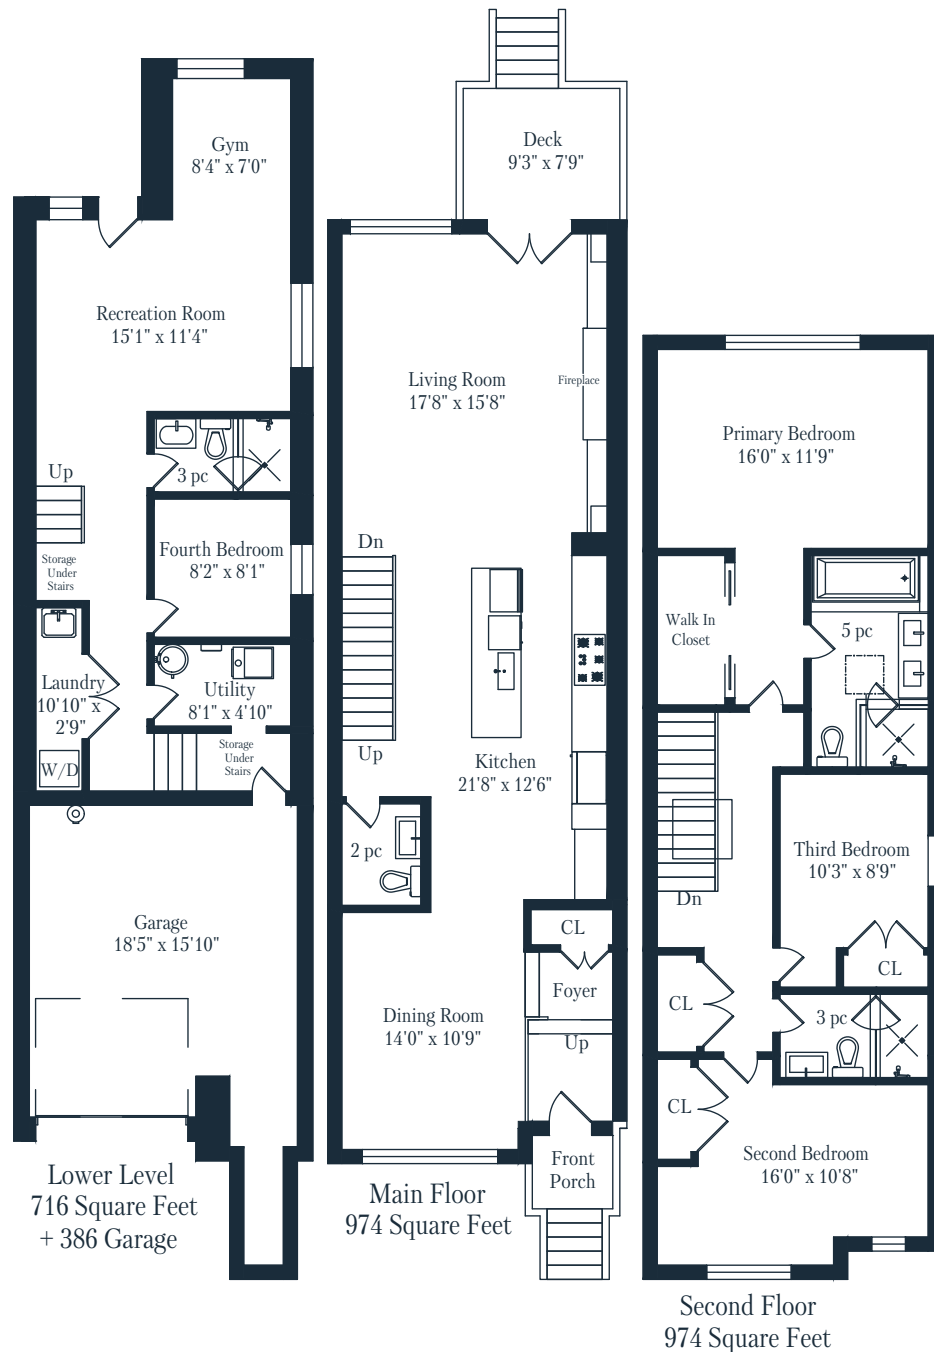 Gym
8'4" x 7'0"
Recreation Room
15'1" x 11'4"
3 pc
Up
Fourth Bedroom
8'2" x 8'1"
Storage
Under
Stairs
Laundry
10'10" x
2'9"
Utility
8'1" x 4'10"
Storage
Under
Stairs
W/D
Garage
18'5" x 15'10"
Lower Level
716 Square Feet
+ 386 Garage
Deck
9'3" x 7'9"
Living Room
17'8" x 15'8"
Fireplace
Dn
Up
Kitchen
21'8" x 12'6"
2 pc
CL
Foyer
Up
Dining Room
14'0" x 10'9"
Front
Porch
Main Floor
974 Square Feet
Primary Bedroom
16'0" x 11'9"
Walk In
Closet
5 pc
Third Bedroom
10'3" x 8'9"
Dn
CL
CL
3 pc
CL
Second Bedroom
16'0" x 10'8"
Second Floor
974 Square Feet